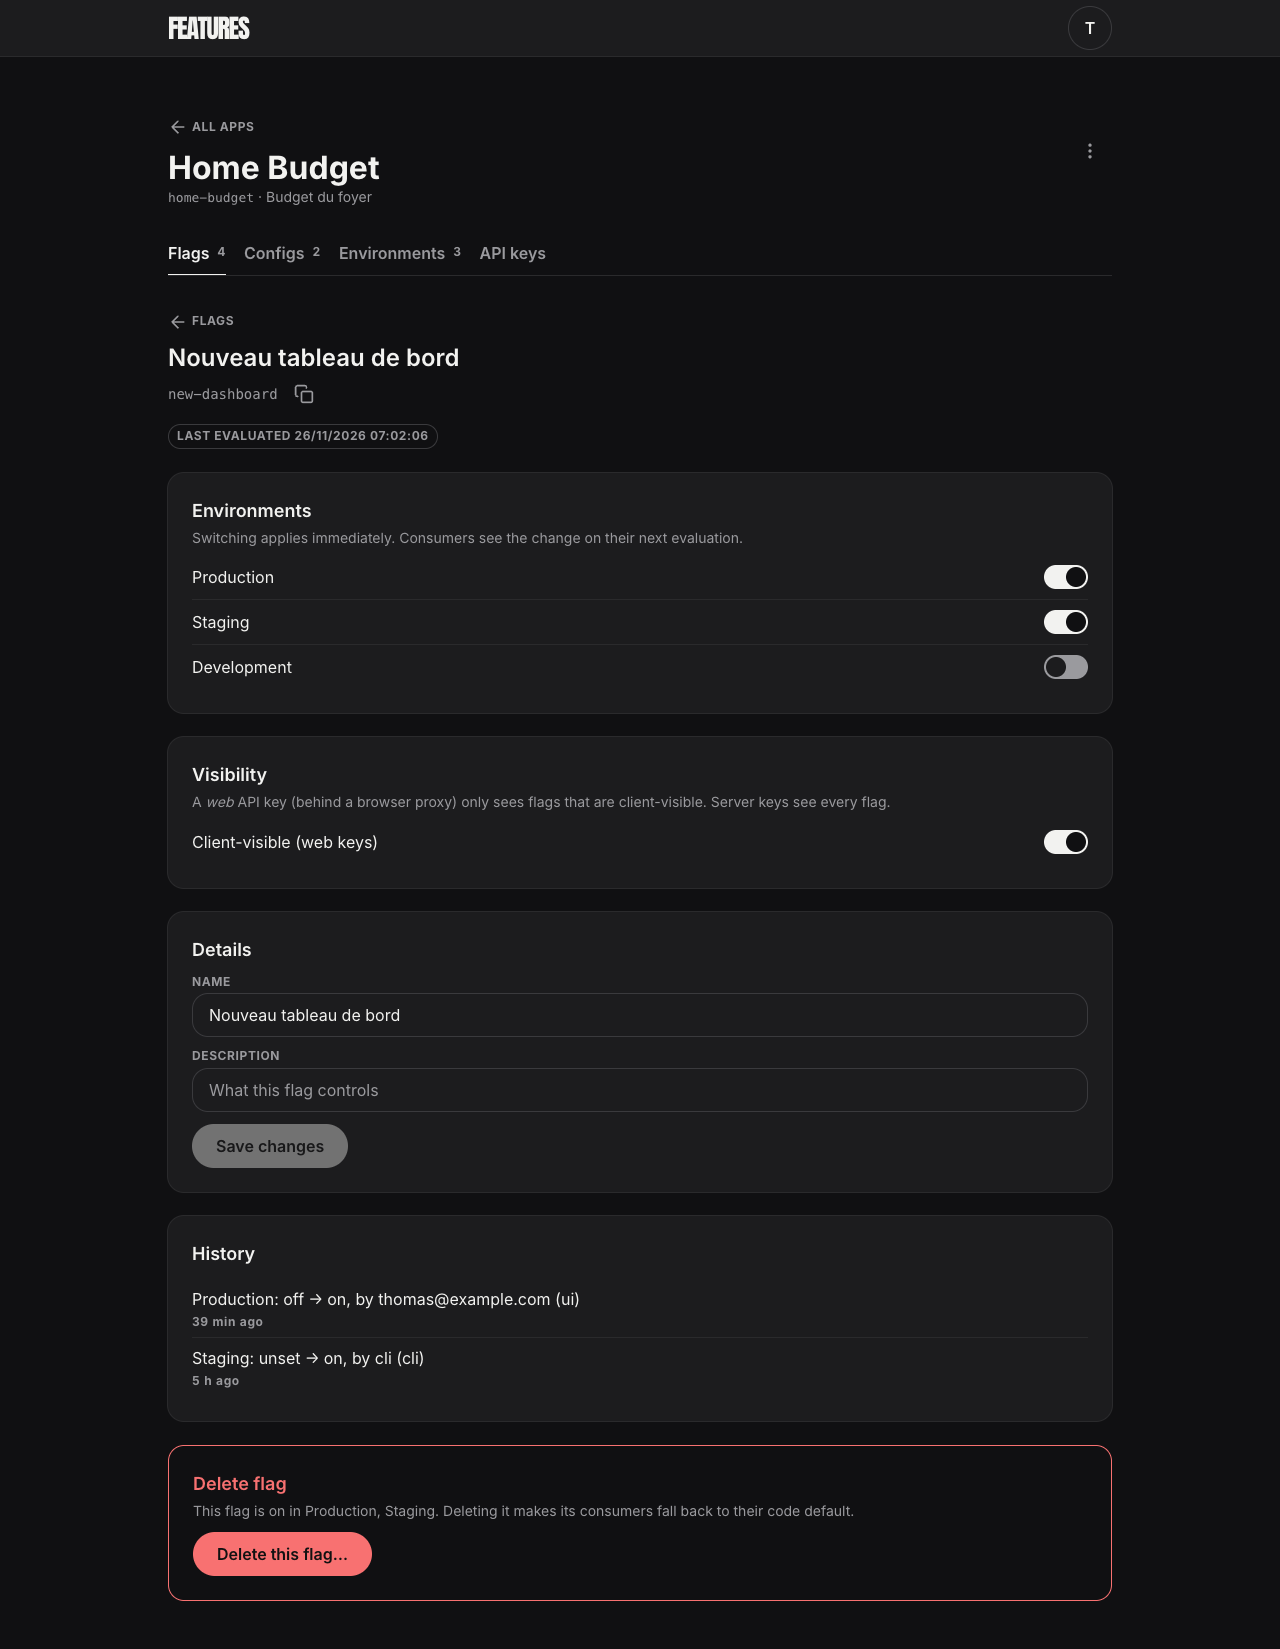 FEATURES
T
ALL APPS
Home Budget
home-budget · Budget du foyer
Flags 4 Configs 2 Environments 3 API keys
FLAGS
Nouveau tableau de bord
new-dashboard
LAST EVALUATED 26/11/2026 07:02:06
Environments
Switching applies immediately. Consumers see the change on their next evaluation.
Production
Staging
Development
Visibility
A web API key (behind a browser proxy) only sees flags that are client-visible. Server keys see every flag.
Client-visible (web keys)
Details
NAME
Nouveau tableau de bord
DESCRIPTION
What this flag controls
Save changes
History
Production: off → on, by thomas@example.com (ui)
39 min ago
Staging: unset → on, by cli (cli)
5 h ago
Delete flag
This flag is on in Production, Staging. Deleting it makes its consumers fall back to their code default.
Delete this flag...